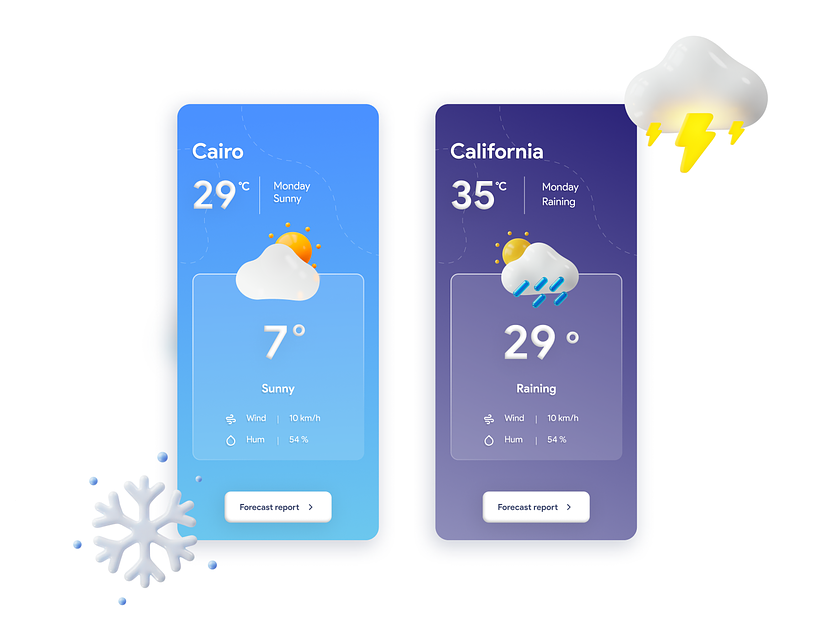 Cairo
29°C
Monday
Sunny
7°
Sunny
Wind | 10 km/h
Hum | 54 %
Forecast report >
California
35°C
Monday
Raining
29°
Raining
Wind | 10 km/h
Hum | 54 %
Forecast report >